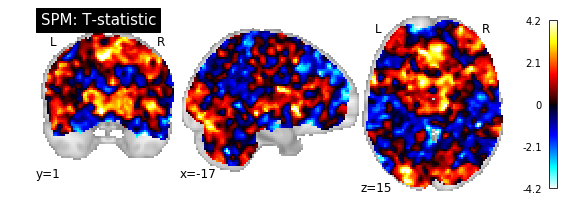 SPM: T-statistic
L R
L R
y=1
x=-17
z=15
4.2
2.1
0
-2.1
-4.2